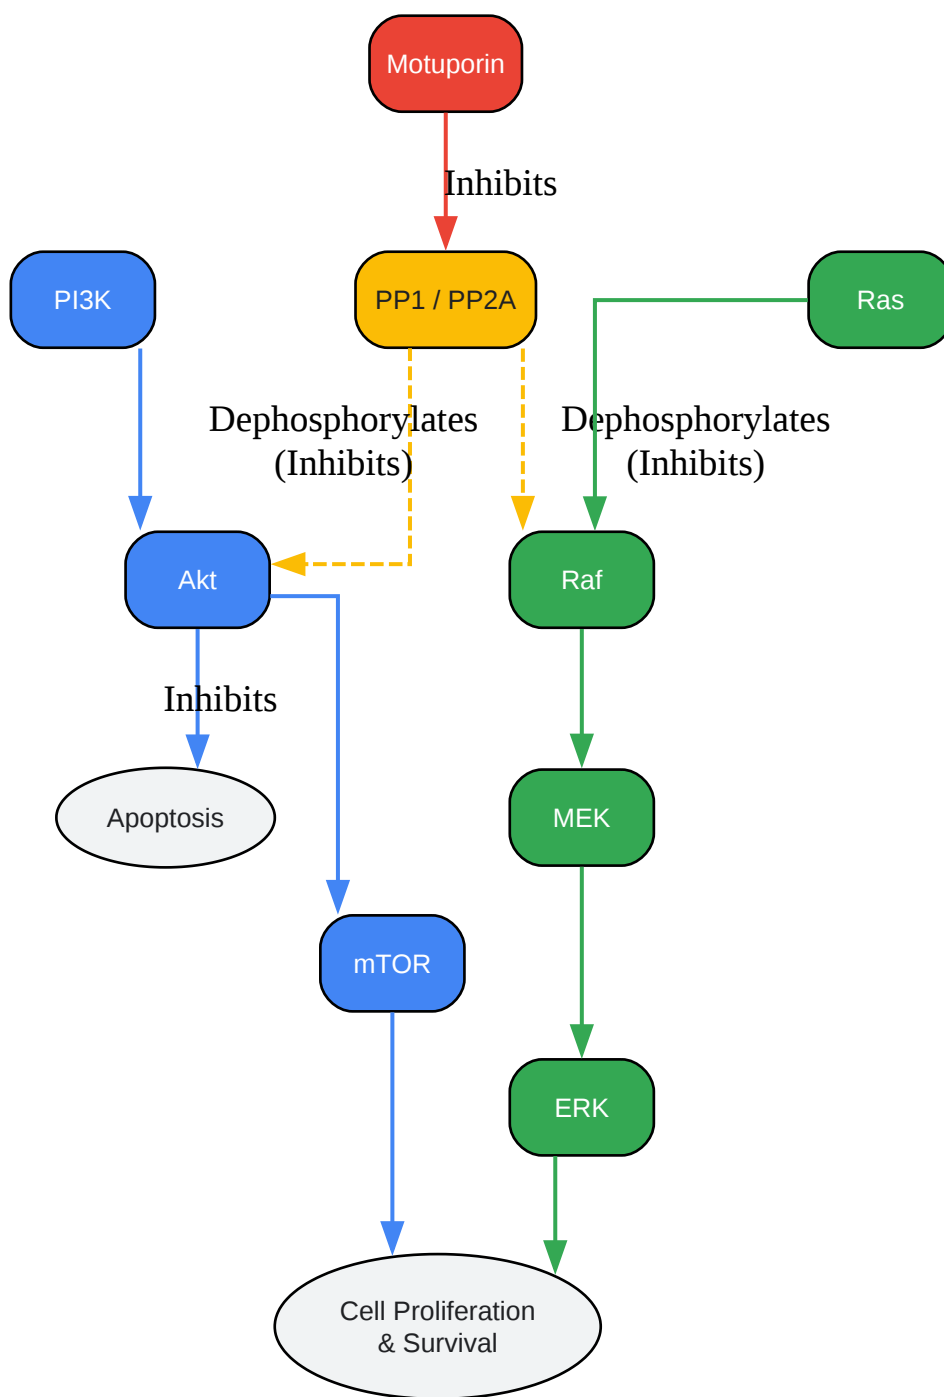 Motuporin
Inhibits
PI3K
PP1 / PP2A
Ras
Dephosphorylates
(Inhibits)
Dephosphorylates
(Inhibits)
Akt
Raf
Inhibits
Apoptosis
MEK
mTOR
ERK
Cell Proliferation
& Survival